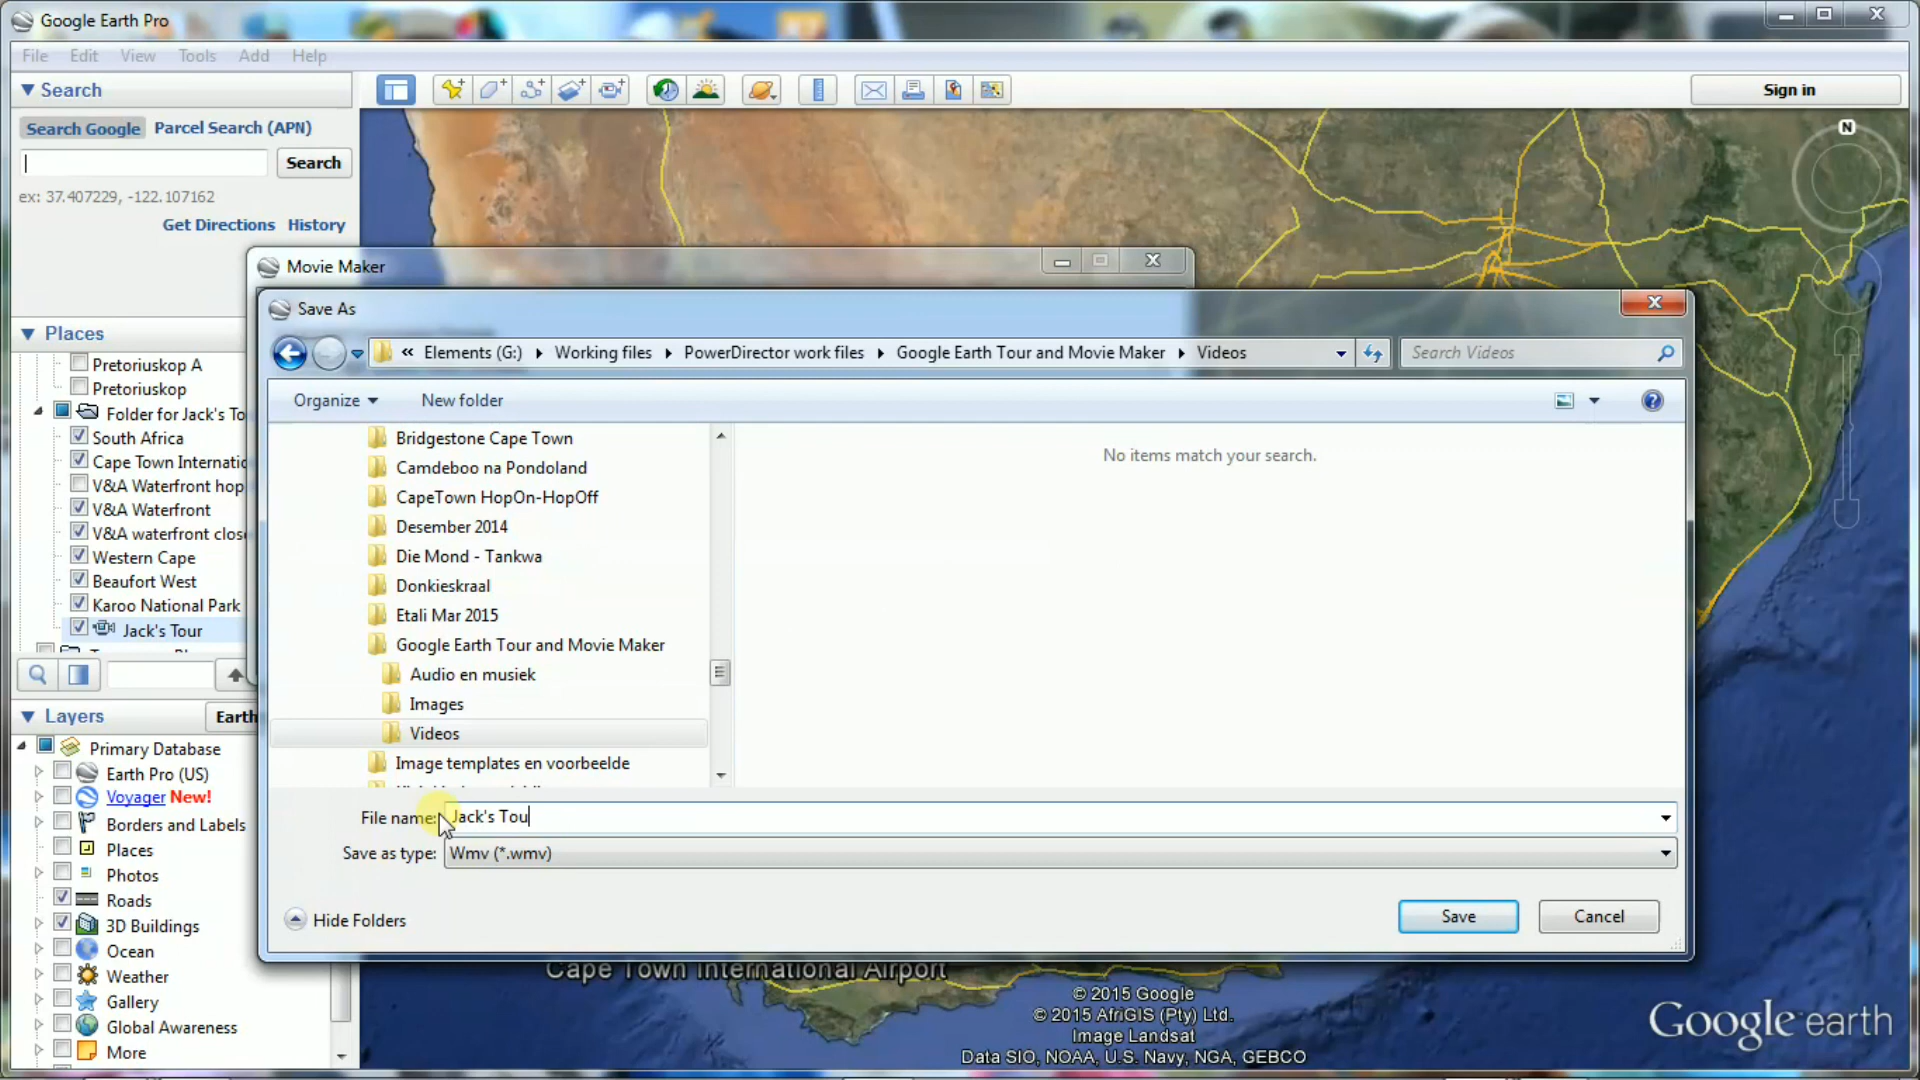 Google Earth Pro
File Edit View Tools Add Help
Search
Sign in
Search Google Parcel Search (APN)
Search
ex: 37.407229, -122.107162
Get Directions History
N
Movie Maker
Save As
Places
« Elements (G:) Working files PowerDirector work files Google Earth Tour and Movie Maker Videos
Search Videos
Pretoriuskop A
Pretoriuskop
Organize New folder
Folder for Jack's To
South Africa
Cape Town Internatio
V&A Waterfront hop
V&A Waterfront
V&A waterfront clos
Western Cape
Beaufort West
Karoo National Park
Jack's Tour
Bridgestone Cape Town
Camdeboo na Pondoland
CapeTown HopOn-HopOff
Desember 2014
Die Mond - Tankwa
Donkieskraal
Etali Mar 2015
Google Earth Tour and Movie Maker
Audio en musiek
Images
Videos
Image templates en voorbeelde
No items match your search.
Layers
Earth
Primary Database
Earth Pro (US)
Voyager New!
Borders and Labels
Places
Photos
Roads
3D Buildings
Ocean
Weather
Gallery
Global Awareness
More
File name: Jack's Tou
Save as type: Wmv (*.wmv)
Hide Folders
Save Cancel
Cape Town International Airport
© 2015 Google
© 2015 AfriGIS (Pty) Ltd.
Image Landsat
Data SIO, NOAA, U.S. Navy, NGA, GEBCO
Google earth